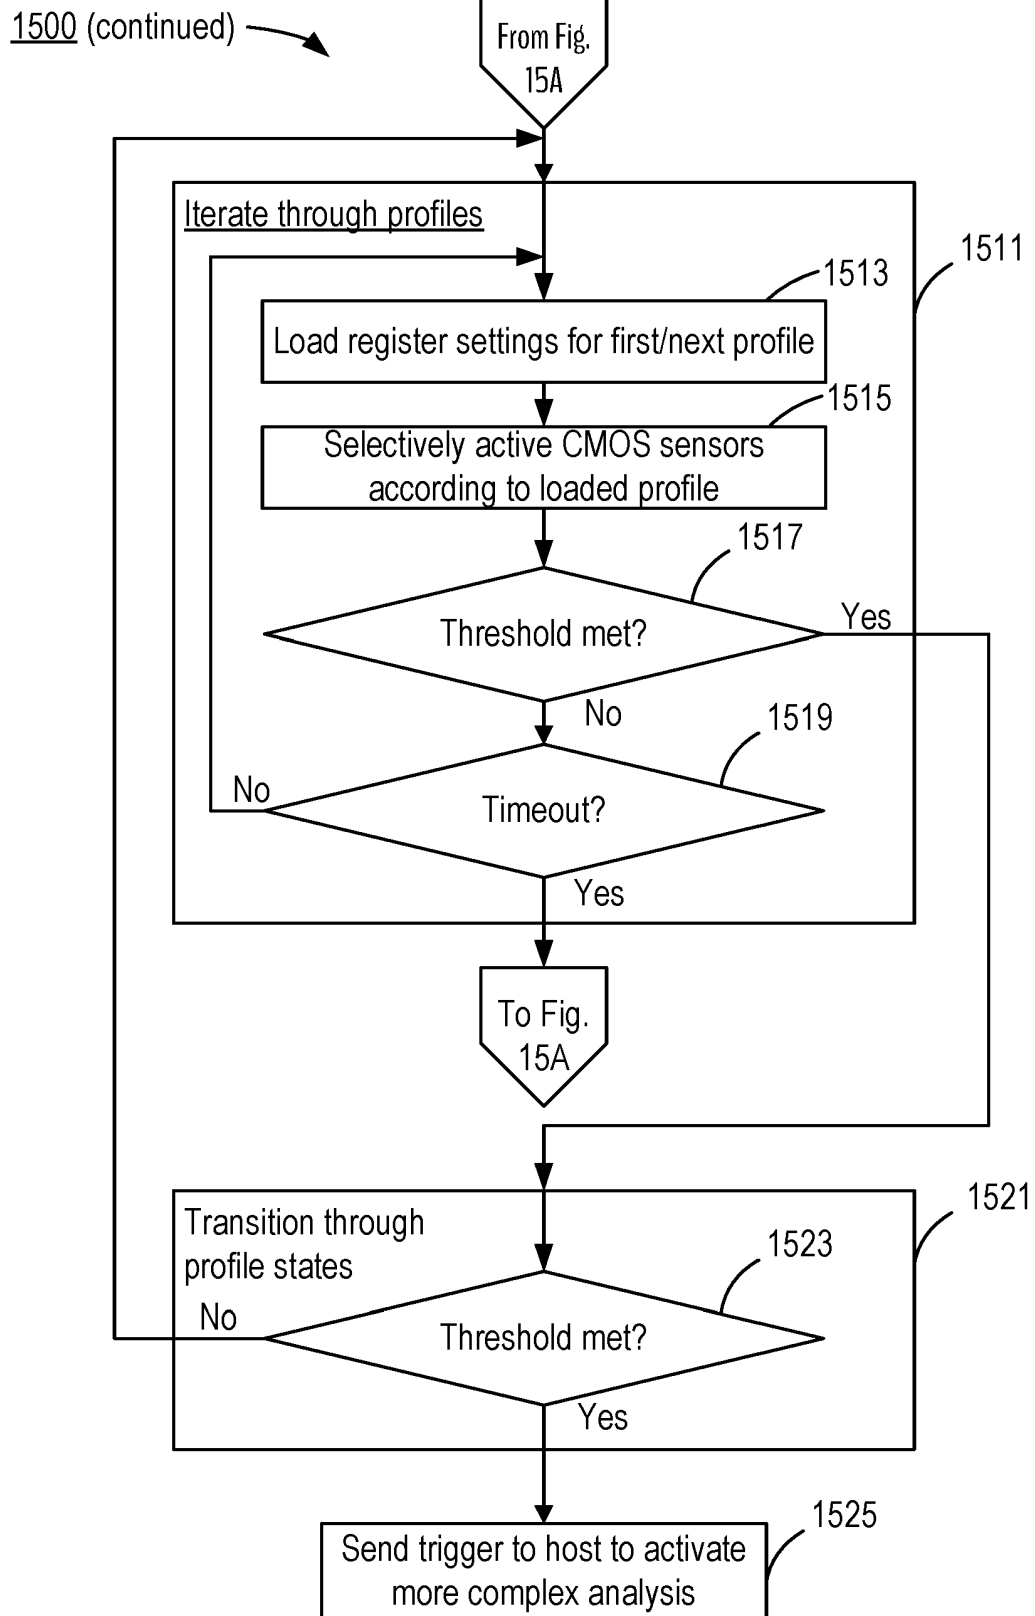 1500 (continued)
From Fig.
15A
Iterate through profiles
1511
1513
Load register settings for first/next profile
1515
Selectively active CMOS sensors
according to loaded profile
1517
Threshold met?
Yes
No
1519
Timeout?
No
Yes
To Fig.
15A
1521
Transition through
profile states
1523
Threshold met?
No
Yes
1525
Send trigger to host to activate
more complex analysis